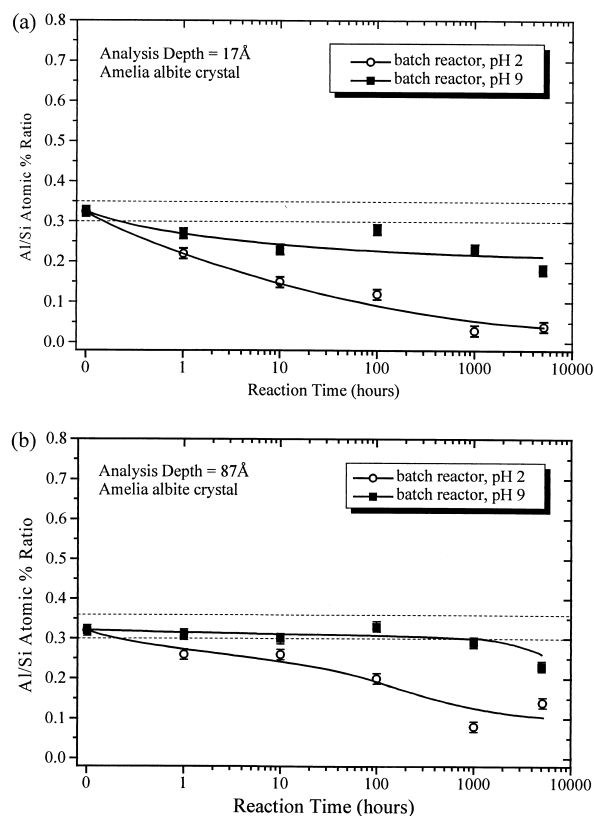 (a)
0.8
0.7
0.6
0.5
0.4
0.3
0.2
0.1
0.0
Al/Si Atomic % Ratio
Analysis Depth = 17Å
Amelia albite crystal
batch reactor, pH 2
batch reactor, pH 9
0 1 10 100 1000 10000
Reaction Time (hours)
(b)
0.8
0.7
0.6
0.5
0.4
0.3
0.2
0.1
0.0
Al/Si Atomic % Ratio
Analysis Depth = 87Å
Amelia albite crystal
batch reactor, pH 2
batch reactor, pH 9
0 1 10 100 1000 10000
Reaction Time (hours)